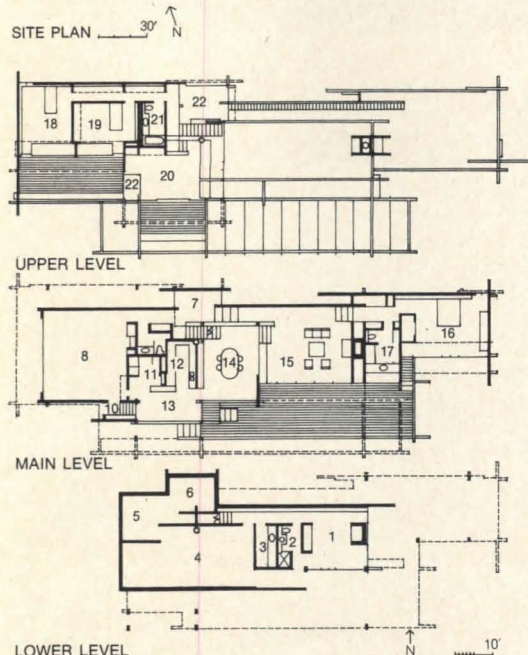 SITE PLAN 30′ N
18 19 21 22
20
22
UPPER LEVEL
7
8 11 12 14 15 17 16
10 13
MAIN LEVEL
6
5
4 3 2 1
LOWER LEVEL N 10′